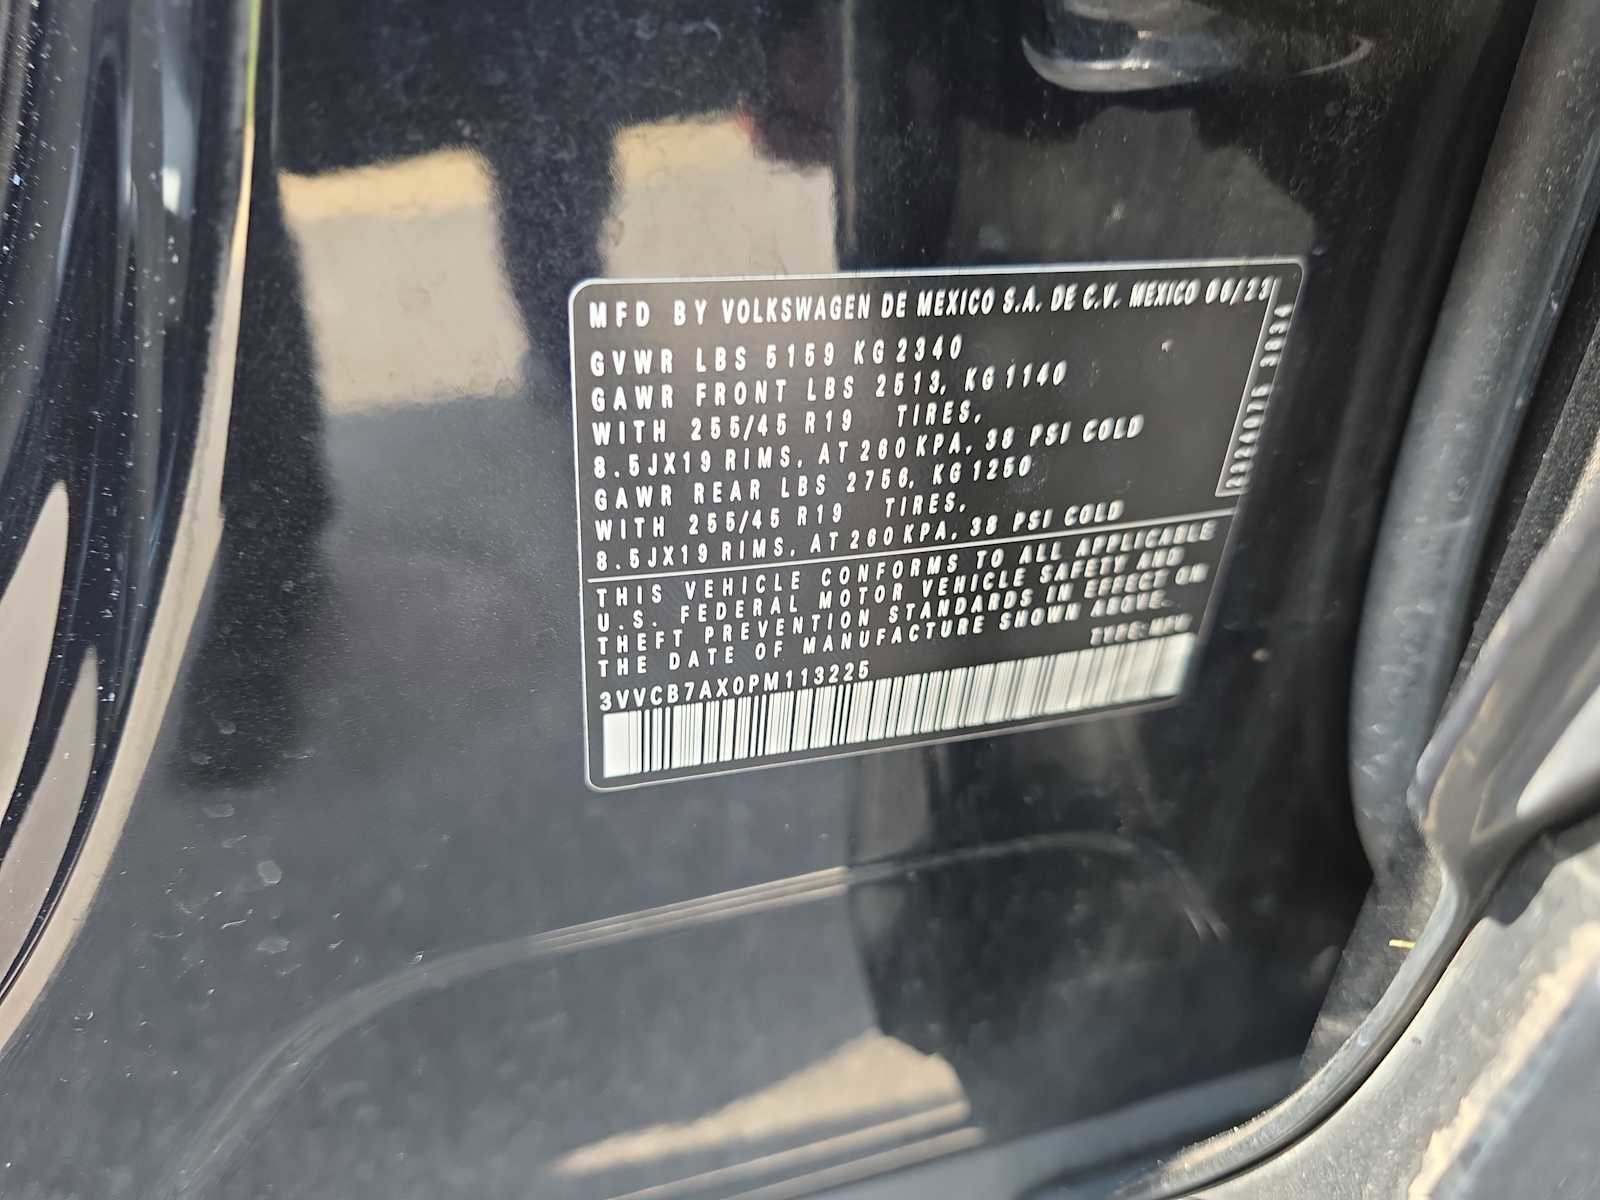 MFD BY VOLKSWAGEN DE MEXICO S.A. DE C.V. MEXICO 06/23
GVWR LBS 5159 KG 2340
GAWR FRONT LBS 2513, KG 1140
WITH 255/45 R19 TIRES,
8.5JX19 RIMS, AT 260 KPA, 38 PSI COLD
GAWR REAR LBS 2756, KG 1250
WITH 255/45 R19 TIRES,
8.5JX19 RIMS, AT 260 KPA, 38 PSI COLD
THIS VEHICLE CONFORMS TO ALL APPLICABLE
U.S. FEDERAL MOTOR VEHICLE SAFETY AND
THEFT PREVENTION STANDARDS IN EFFECT ON
THE DATE OF MANUFACTURE SHOWN ABOVE.
TYPE: MPV
3VVCB7AX0PM113225